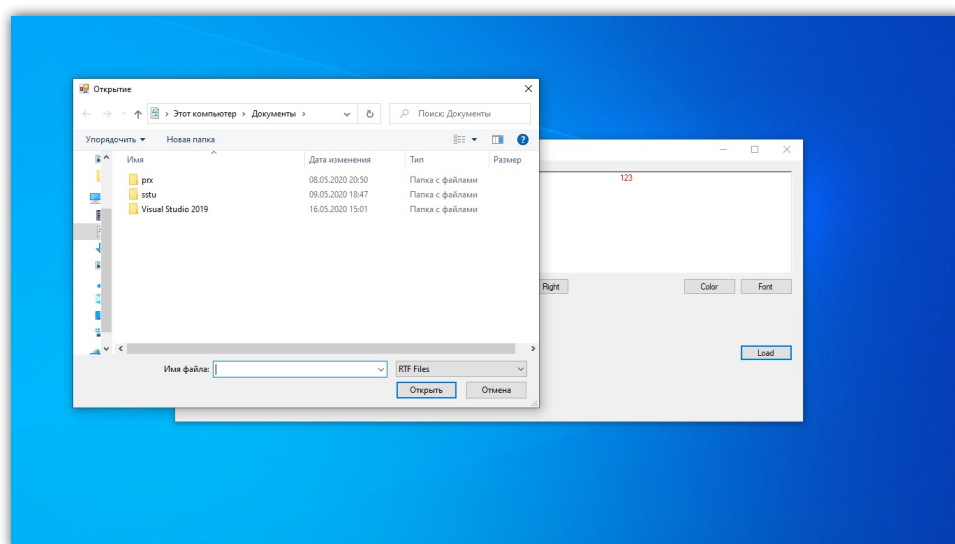 Открытие
Этот компьютер › Документы ›
Поиск: Документы
Упорядочить Новая папка
Имя Дата изменения Тип Размер
prx 08.05.2020 20:50 Папка с файлами
sstu 09.05.2020 18:47 Папка с файлами
Visual Studio 2019 16.05.2020 15:01 Папка с файлами
123
Right Color Font
Load
Имя файла: RTF Files
Открыть Отмена